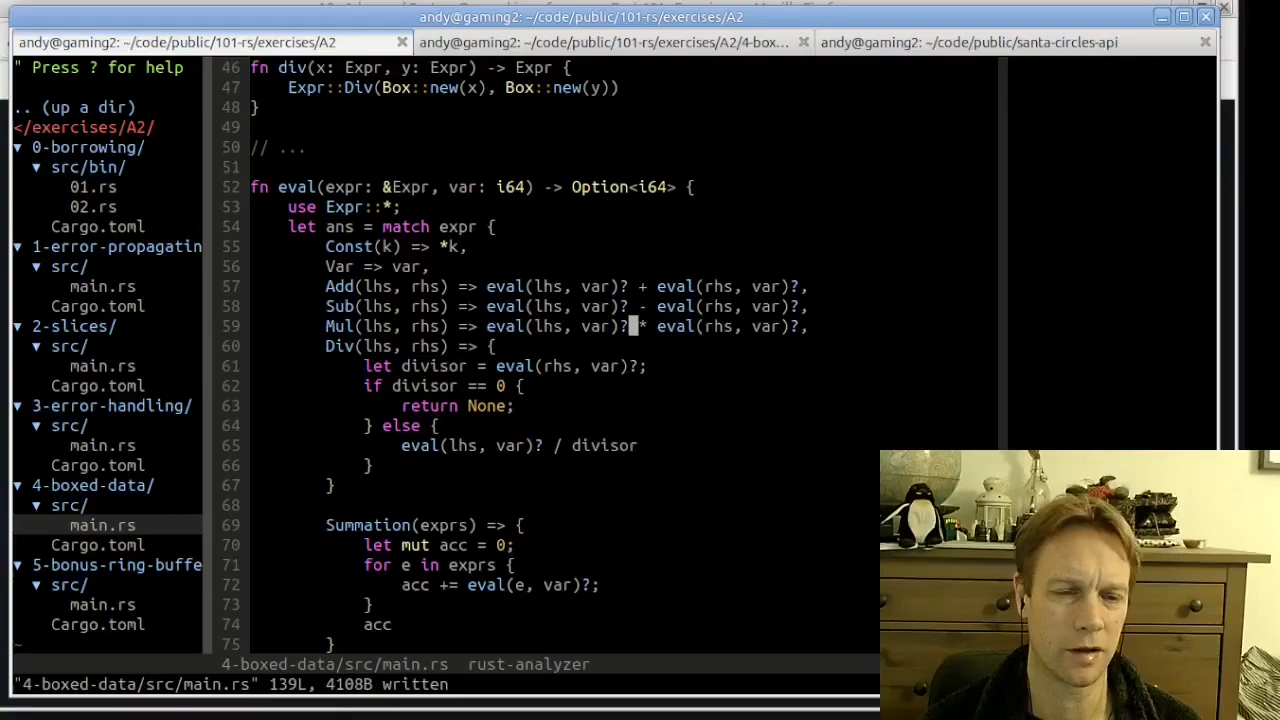 andy@gaming2: ~/code/public/101-rs/exercises/A2
andy@gaming2: ~/code/public/101-rs/exercises/A2
andy@gaming2: ~/code/public/101-rs/exercises/A2/4-box...
andy@gaming2: ~/code/public/santa-circles-api
" Press ? for help
.. (up a dir)
</exercises/A2/
▼ 0-borrowing/
▼ src/bin/
01.rs
02.rs
Cargo.toml
▼ 1-error-propagatin
▼ src/
main.rs
Cargo.toml
▼ 2-slices/
▼ src/
main.rs
Cargo.toml
▼ 3-error-handling/
▼ src/
main.rs
Cargo.toml
▼ 4-boxed-data/
▼ src/
main.rs
Cargo.toml
▼ 5-bonus-ring-buffe
▼ src/
main.rs
Cargo.toml
~
46 fn div(x: Expr, y: Expr) -> Expr {
47     Expr::Div(Box::new(x), Box::new(y))
48 }
49
50 // ...
51
52 fn eval(expr: &Expr, var: i64) -> Option<i64> {
53     use Expr::*;
54     let ans = match expr {
55         Const(k) => *k,
56         Var => var,
57         Add(lhs, rhs) => eval(lhs, var)? + eval(rhs, var)?,
58         Sub(lhs, rhs) => eval(lhs, var)? - eval(rhs, var)?,
59         Mul(lhs, rhs) => eval(lhs, var)? * eval(rhs, var)?,
60         Div(lhs, rhs) => {
61             let divisor = eval(rhs, var)?;
62             if divisor == 0 {
63                 return None;
64             } else {
65                 eval(lhs, var)? / divisor
66             }
67         }
68
69         Summation(exprs) => {
70             let mut acc = 0;
71             for e in exprs {
72                 acc += eval(e, var)?;
73             }
74             acc
75         }
4-boxed-data/src/main.rs  rust-analyzer
"4-boxed-data/src/main.rs" 139L, 4108B written